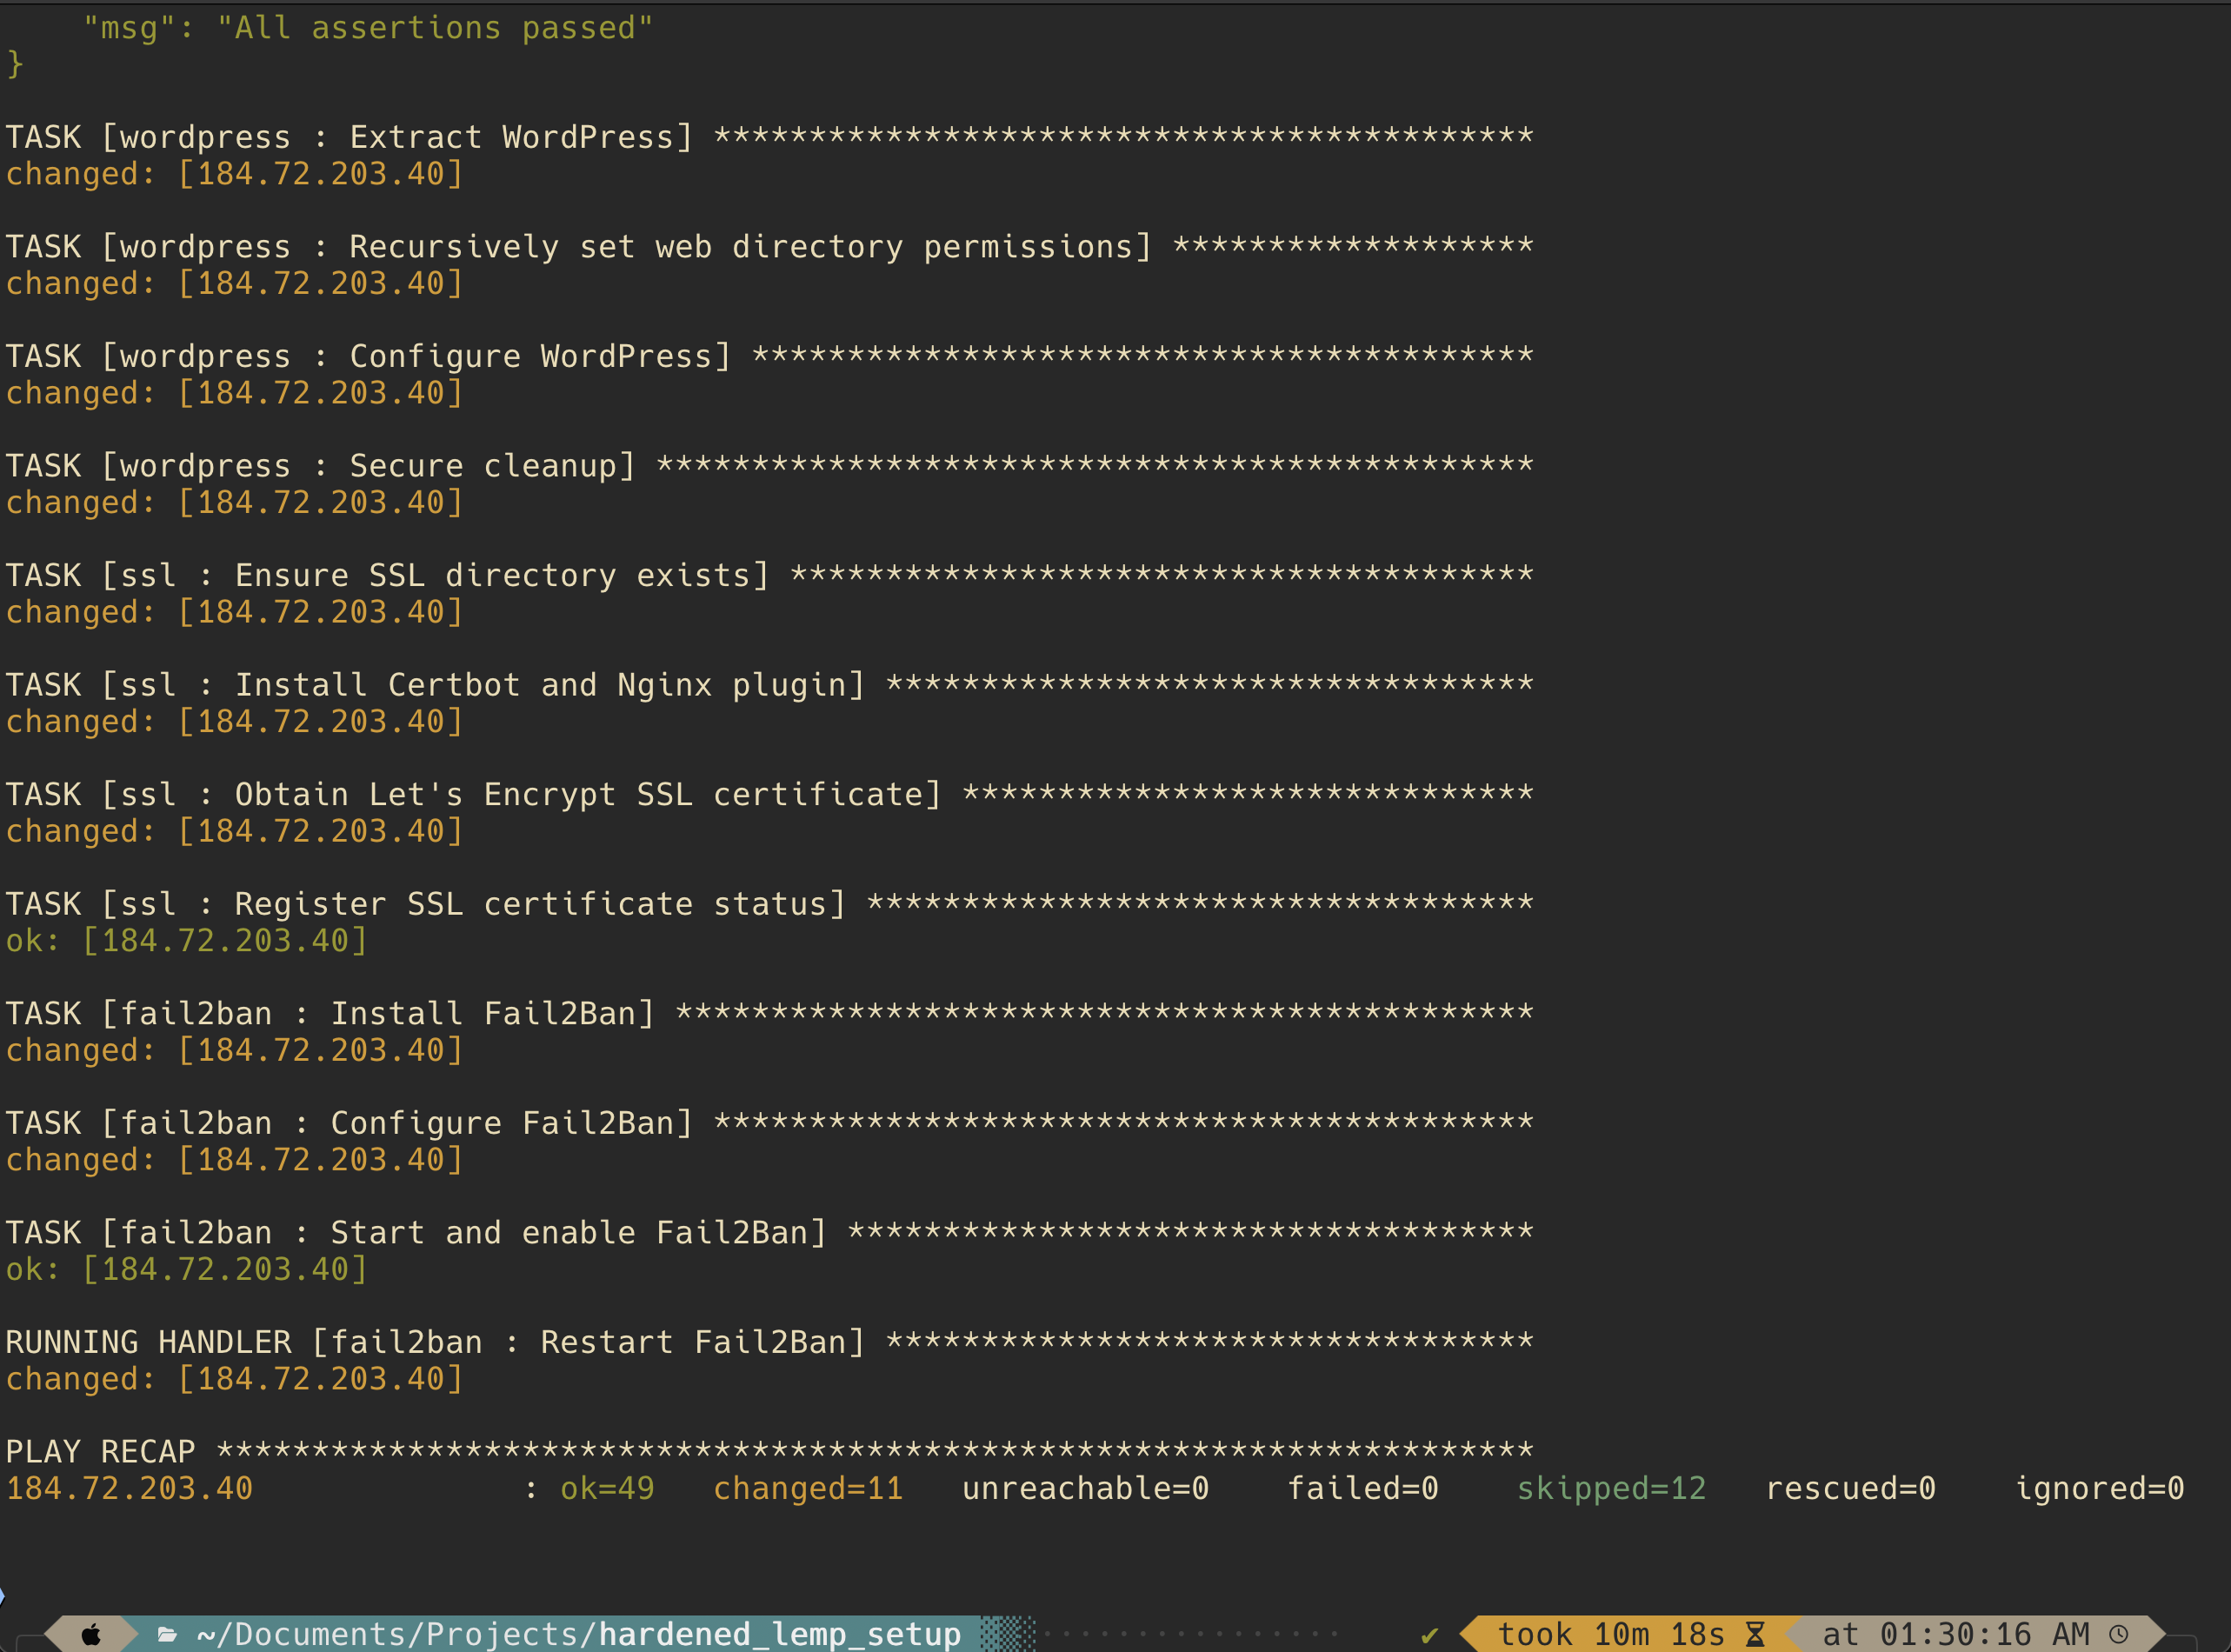 "msg": "All assertions passed"
}
TASK [wordpress : Extract WordPress] *******************************************
changed: [184.72.203.40]
TASK [wordpress : Recursively set web directory permissions] *******************
changed: [184.72.203.40]
TASK [wordpress : Configure WordPress] *****************************************
changed: [184.72.203.40]
TASK [wordpress : Secure cleanup] **********************************************
changed: [184.72.203.40]
TASK [ssl : Ensure SSL directory exists] ***************************************
changed: [184.72.203.40]
TASK [ssl : Install Certbot and Nginx plugin] **********************************
changed: [184.72.203.40]
TASK [ssl : Obtain Let's Encrypt SSL certificate] ******************************
changed: [184.72.203.40]
TASK [ssl : Register SSL certificate status] ***********************************
ok: [184.72.203.40]
TASK [fail2ban : Install Fail2Ban] *********************************************
changed: [184.72.203.40]
TASK [fail2ban : Configure Fail2Ban] *******************************************
changed: [184.72.203.40]
TASK [fail2ban : Start and enable Fail2Ban] ************************************
ok: [184.72.203.40]
RUNNING HANDLER [fail2ban : Restart Fail2Ban] **********************************
changed: [184.72.203.40]
PLAY RECAP *********************************************************************
184.72.203.40              : ok=49   changed=11   unreachable=0    failed=0    skipped=12   rescued=0    ignored=0
~/Documents/Projects/hardened_lemp_setup ✔ took 10m 18s at 01:30:16 AM